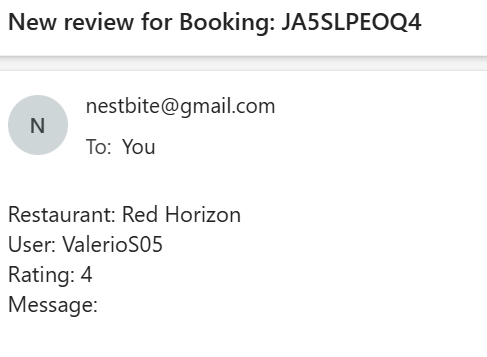 New review for Booking: JA5SLPEOQ4
N
nestbite@gmail.com
To: You
Restaurant: Red Horizon
User: ValerioS05
Rating: 4
Message: